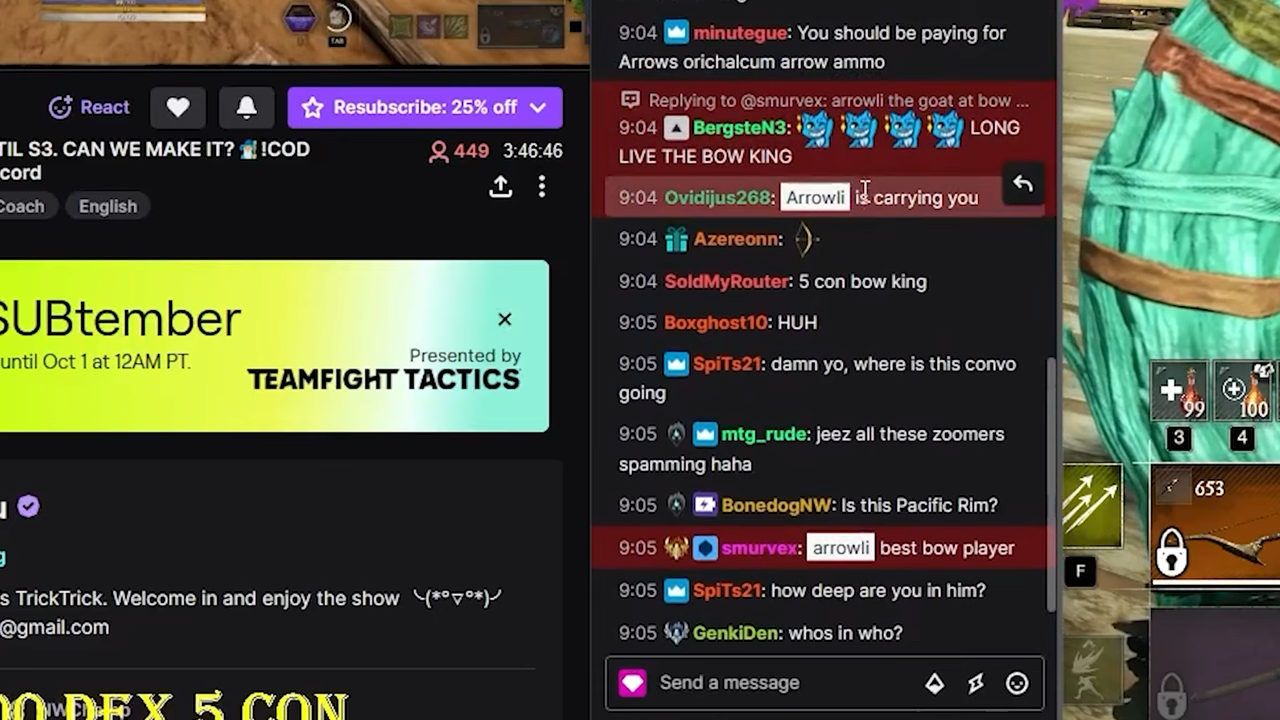 TAB
React
Resubscribe: 25% off
TIL S3. CAN WE MAKE IT? !COD
cord
449 3:46:46
Coach English
SUBtember
until Oct 1 at 12AM PT.
Presented by
TEAMFIGHT TACTICS
s TrickTrick. Welcome in and enjoy the show ╰(*°▽°*)╯
@gmail.com
DEX 5 CON
9:04 minutegue: You should be paying for
Arrows orichalcum arrow ammo
Replying to @smurvex: arrowli the goat at bow ...
9:04 BergsteN3: LONG
LIVE THE BOW KING
9:04 Ovidijus268: Arrowli is carrying you
9:04 Azereonn:
9:04 SoldMyRouter: 5 con bow king
9:05 Boxghost10: HUH
9:05 SpiTs21: damn yo, where is this convo
going
9:05 mtg_rude: jeez all these zoomers
spamming haha
9:05 BonedogNW: Is this Pacific Rim?
9:05 smurvex: arrowli best bow player
9:05 SpiTs21: how deep are you in him?
9:05 GenkiDen: whos in who?
Send a message
99 100
3 4
653
F